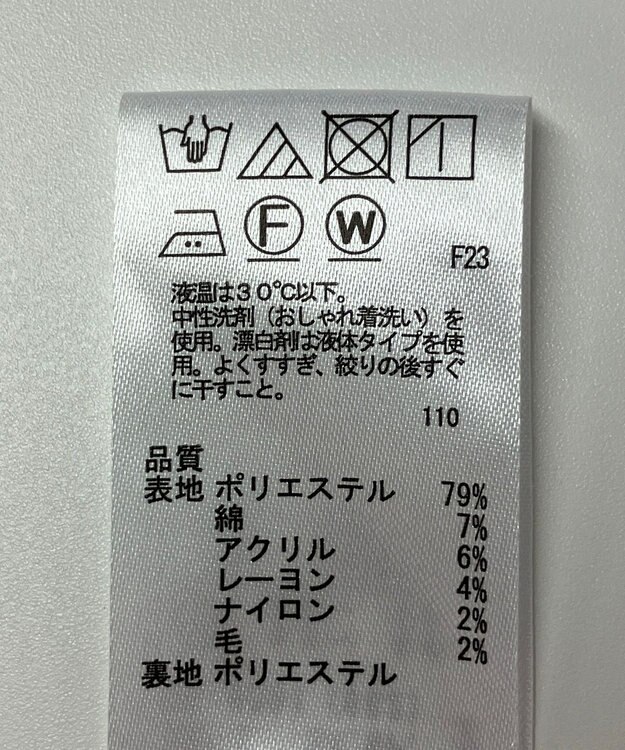 F W
F23
液温は30℃以下。
中性洗剤（おしゃれ着洗い）を
使用。漂白剤は液体タイプを使
用。よくすすぎ、絞りの後すぐ
に干すこと。
110
品質
表地 ポリエステル 79%
綿 7%
アクリル 6%
レーヨン 4%
ナイロン 2%
毛 2%
裏地 ポリエステル